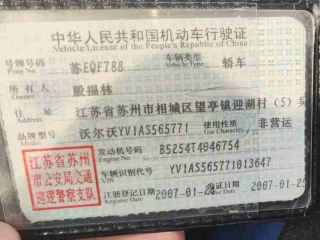 中华人民共和国机动车行驶证
Vehicle License of the People's Republic of China
号牌号码 苏EQF788 车辆类型 轿车
Plate No. Vehicle Type
所有人 殷福林
Owner
江苏省苏州市相城区望亭镇迎湖村(5)吴
品牌型号 沃尔沃YV1AS565771 使用性质 非营运
Model Use Character
发动机号码 B5254T4046754
Engine No.
车辆识别代号 YV1AS565771013647
VIN
注册登记日期 2007-01-24 发证日期 2007-01-25
Register Date Issue Date
江苏省苏州
市公安局交通
巡逻警察支队